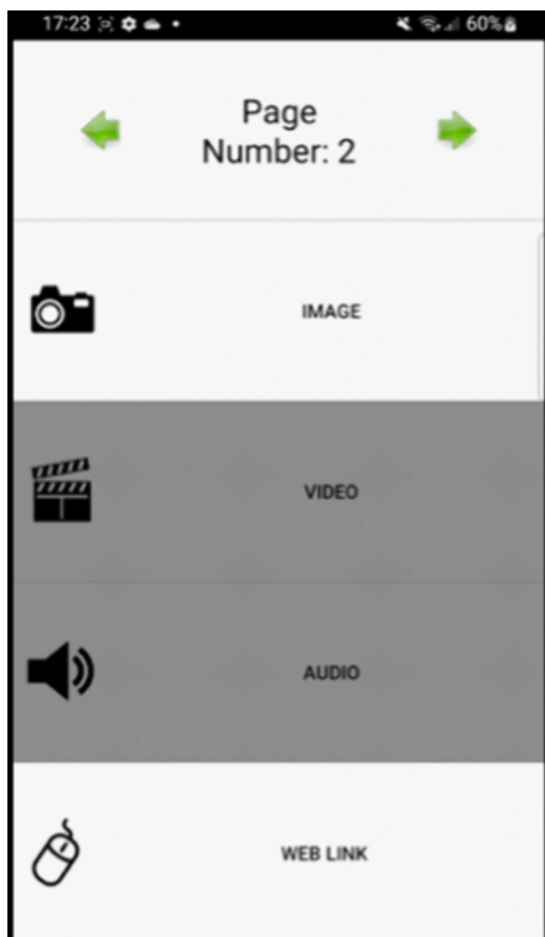 17:23
60%
Page
Number: 2
IMAGE
VIDEO
AUDIO
WEB LINK